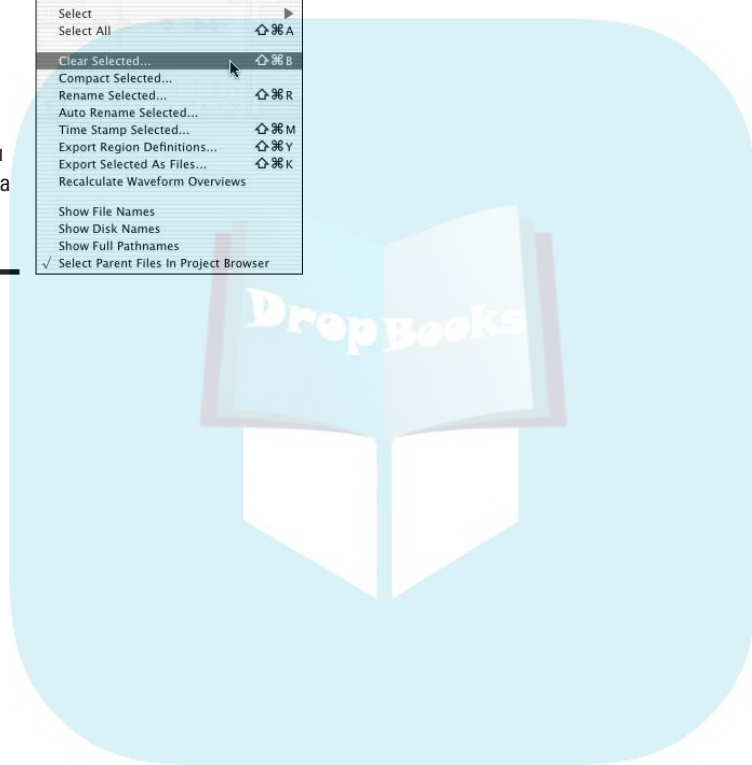 Select ▶
Select All ⇧⌘A
Clear Selected... ⇧⌘B
Compact Selected...
Rename Selected... ⇧⌘R
Auto Rename Selected...
Time Stamp Selected... ⇧⌘M
Export Region Definitions... ⇧⌘Y
Export Selected As Files... ⇧⌘K
Recalculate Waveform Overviews
Show File Names
Show Disk Names
Show Full Pathnames
√ Select Parent Files In Project Browser
a
DropBooks